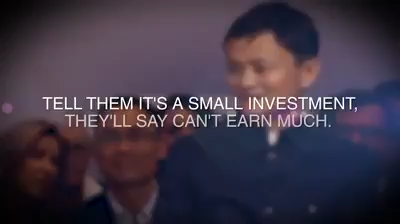 TELL THEM IT'S A SMALL INVESTMENT,
THEY'LL SAY CAN'T EARN MUCH.